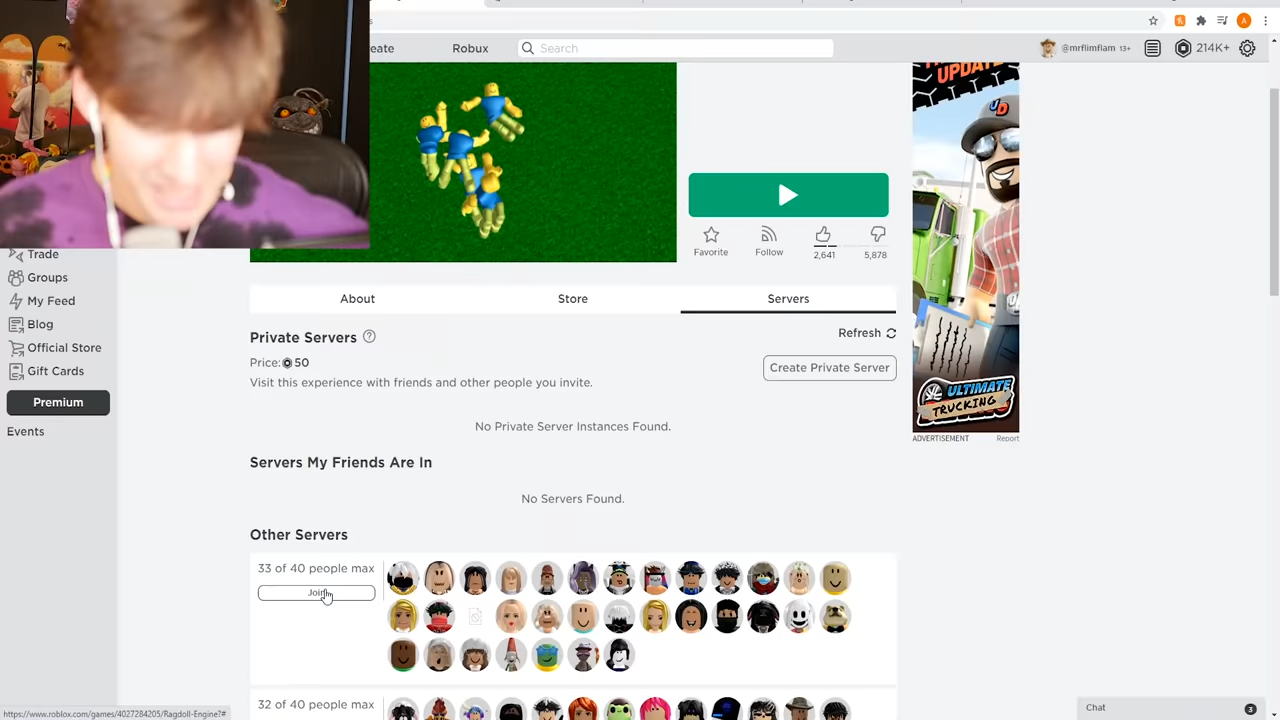 eate
Robux
Search
@mrflimflam 13+
214K+
UPDATE
UD
Favorite
Follow
2,641
5,878
Trade
Groups
My Feed
Blog
Official Store
Gift Cards
Premium
Events
About
Store
Servers
Private Servers
Refresh
Price: 50
Create Private Server
Visit this experience with friends and other people you invite.
No Private Server Instances Found.
ULTIMATE
TRUCKING
ADVERTISEMENT Report
Servers My Friends Are In
No Servers Found.
Other Servers
33 of 40 people max
Join
32 of 40 people max
https://www.roblox.com/games/4027284205/Ragdoll-Engine?#
Chat
3